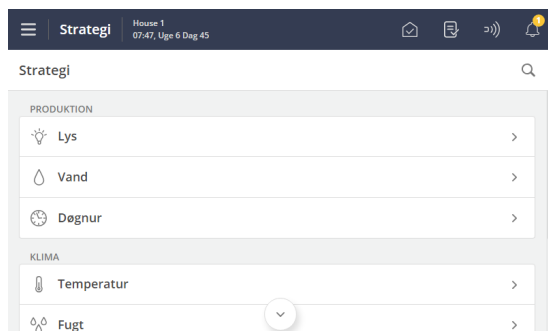 Strategi
House 1
07:47, Uge 6 Dag 45
1
Strategi
PRODUKTION
Lys
Vand
Døgnur
KLIMA
Temperatur
Fugt